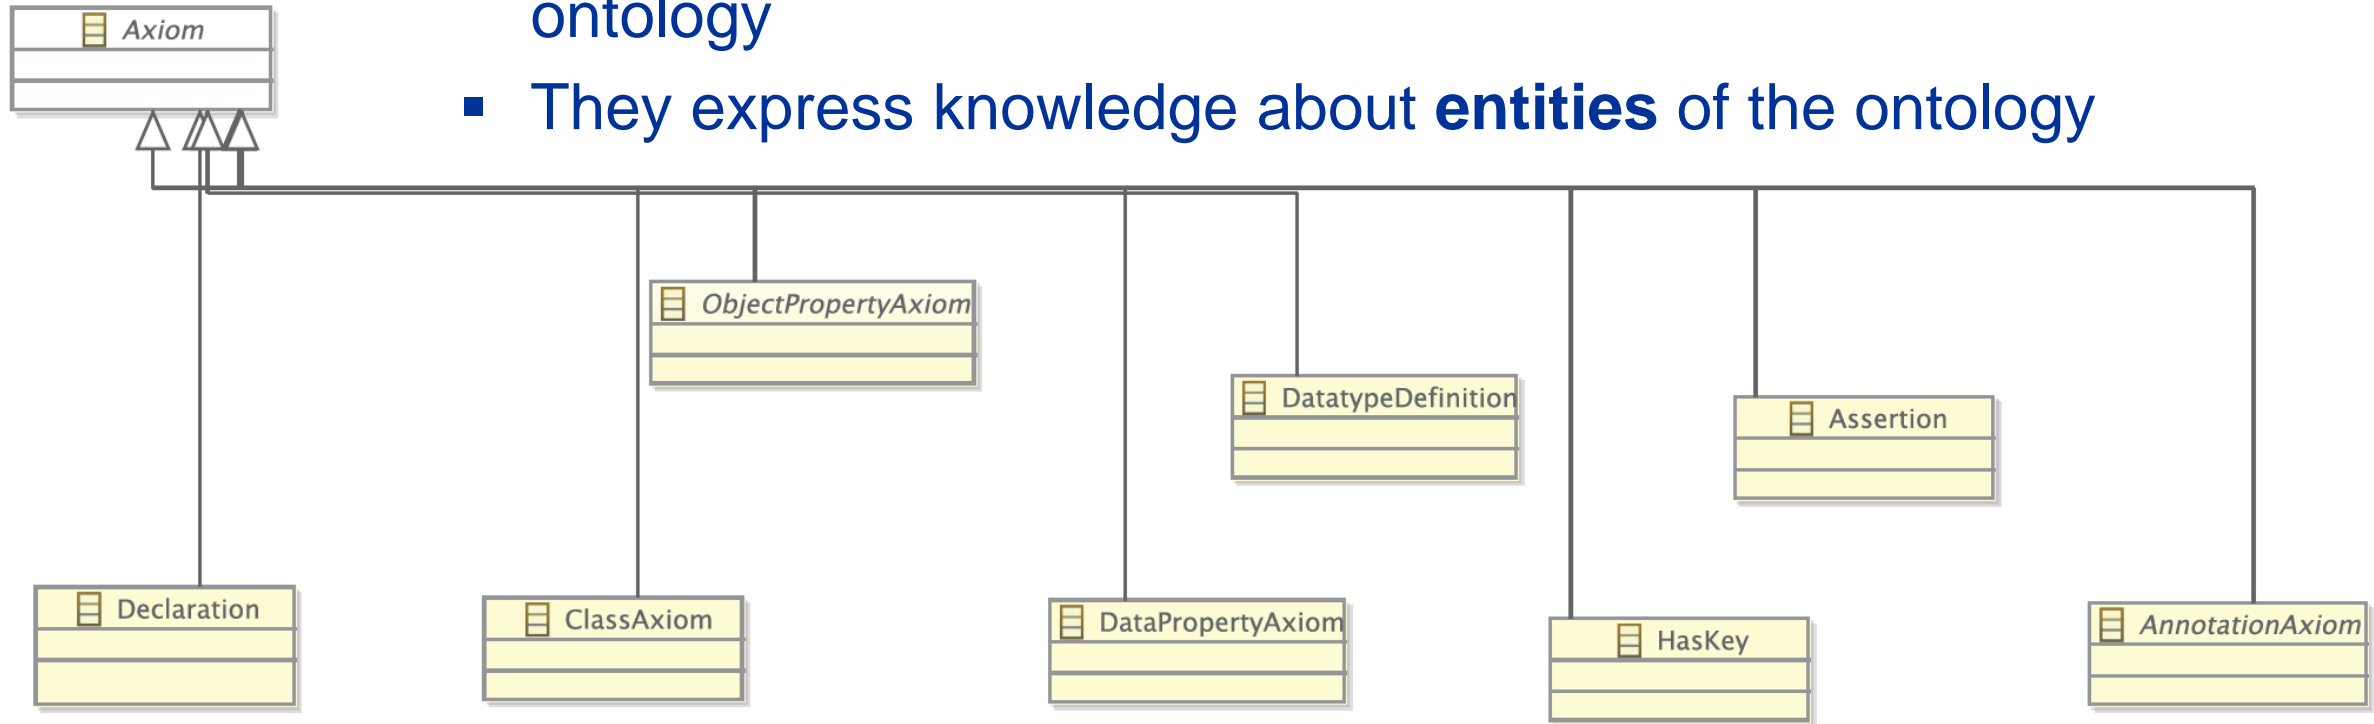 Axiom
ontology
▪ They express knowledge about entities of the ontology
ObjectPropertyAxiom
DatatypeDefinition
Assertion
Declaration
ClassAxiom
DataPropertyAxiom
HasKey
AnnotationAxiom